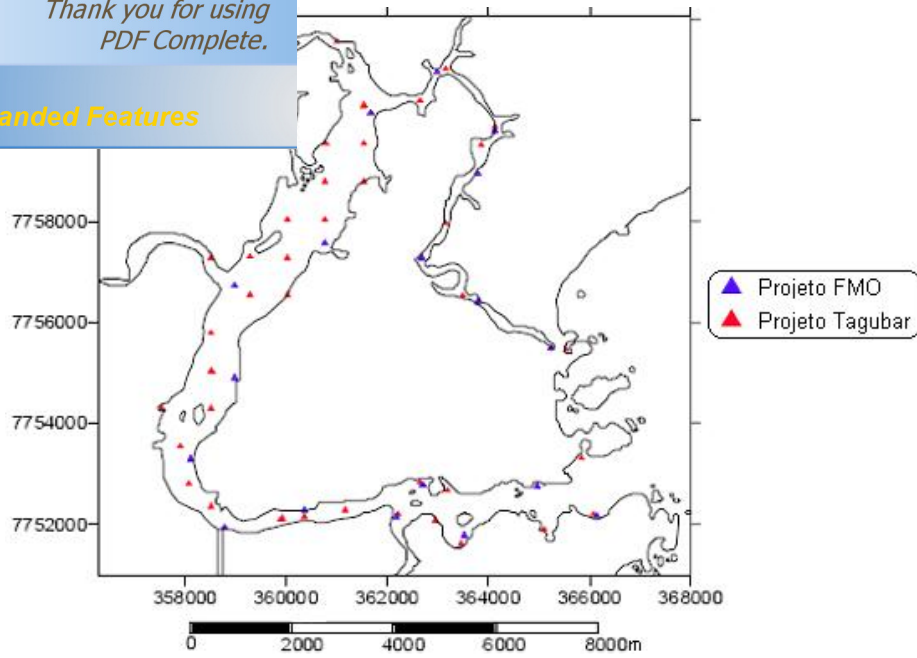 Thank you for using
PDF Complete.
anded Features
7758000
7756000
7754000
7752000
358000 360000 362000 364000 366000 368000
0 2000 4000 6000 8000m
Projeto FMO
Projeto Tagubar